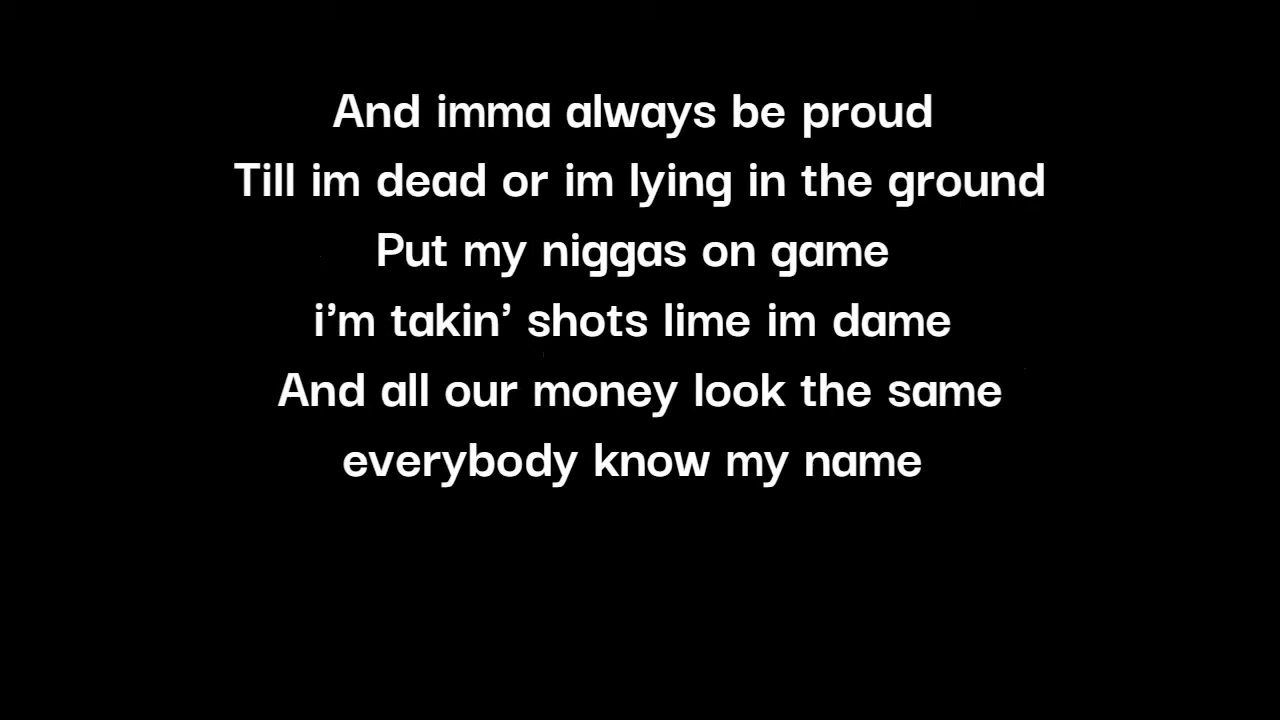 And imma always be proud
Till im dead or im lying in the ground
Put my niggas on game
i’m takin’ shots lime im dame
And all our money look the same
everybody know my name